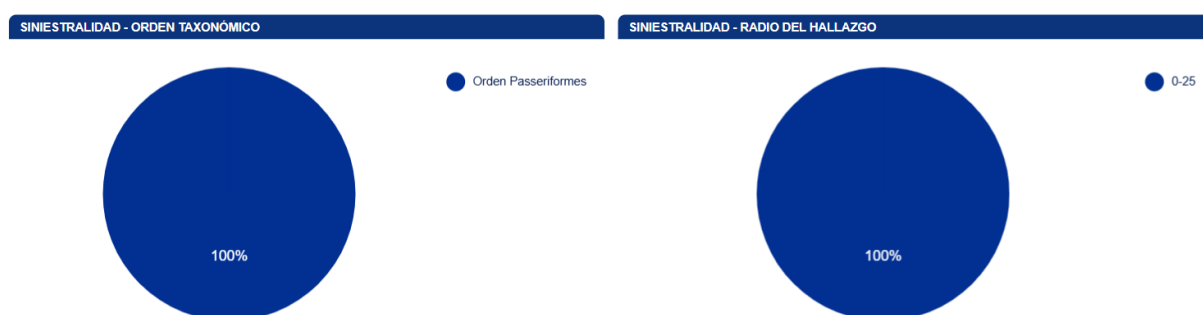 SINIESTRALIDAD - ORDEN TAXONÓMICO
Orden Passeriformes
100%
SINIESTRALIDAD - RADIO DEL HALLAZGO
0-25
100%